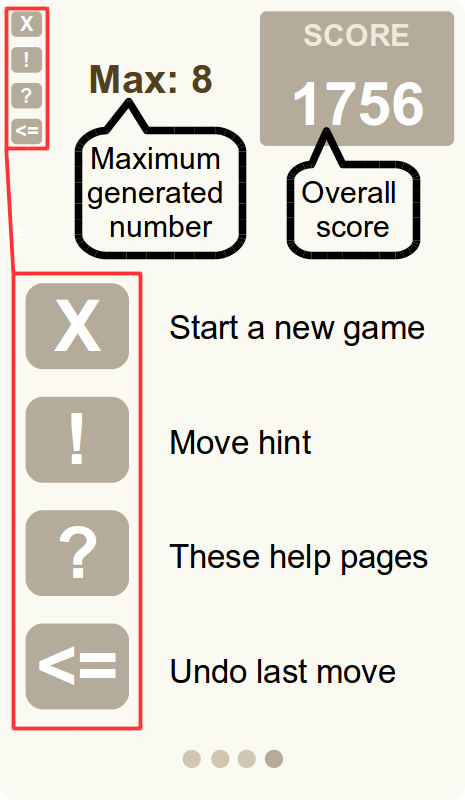 X
!
?
<=
Max: 8
SCORE
1756
Maximum
generated
number
Overall
score
X Start a new game
! Move hint
? These help pages
<= Undo last move